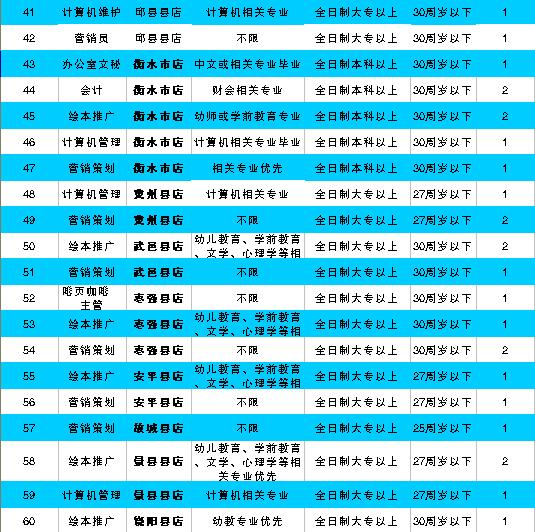 41 计算机维护 邱县县店 计算机相关专业 全日制大专以上 30周岁以下 1
42 营销员 邱县县店 不限 全日制大专以上 30周岁以下 1
43 办公室文秘 衡水市店 中文或相关专业毕业 全日制本科以上 30周岁以下 1
44 会计 衡水市店 财会相关专业 全日制本科以上 30周岁以下 2
45 绘本推广 衡水市店 幼师或学前教育专业 全日制本科以上 30周岁以下 2
46 计算机管理 衡水市店 计算机相关专业毕业 全日制本科以上 30周岁以下 1
47 营销策划 衡水市店 相关专业优先 全日制本科以上 30周岁以下 1
48 计算机管理 冀州县店 计算机相关专业 全日制大专以上 27周岁以下 1
49 营销策划 冀州县店 不限 全日制大专以上 27周岁以下 2
50 绘本推广 武邑县店 幼儿教育、学前教育
、文学、心理学等相 全日制大专以上 30周岁以下 2
51 营销策划 武邑县店 不限 全日制大专以上 30周岁以下 1
52 啡页咖啡
主管 枣强县店 不限 全日制大专以上 30周岁以下 1
53 绘本推广 枣强县店 幼儿教育、学前教育
、文学、心理学等相 全日制大专以上 30周岁以下 1
54 营销策划 枣强县店 不限 全日制大专以上 30周岁以下 2
55 绘本推广 安平县店 幼儿教育、学前教育
、文学、心理学等相 全日制大专以上 27周岁以下 2
56 营销策划 安平县店 不限 全日制大专以上 27周岁以下 1
57 营销策划 故城县店 不限 全日制大专以上 25周岁以下 1
58 绘本推广 景县县店 幼儿教育、学前教育
、文学、心理学等相
关专业优先 全日制大专以上 27周岁以下 2
59 计算机管理 景县县店 计算机相关专业 全日制大专以上 27周岁以下 1
60 绘本推广 饶阳县店 幼教专业优先 全日制大专以上 30周岁以下 1